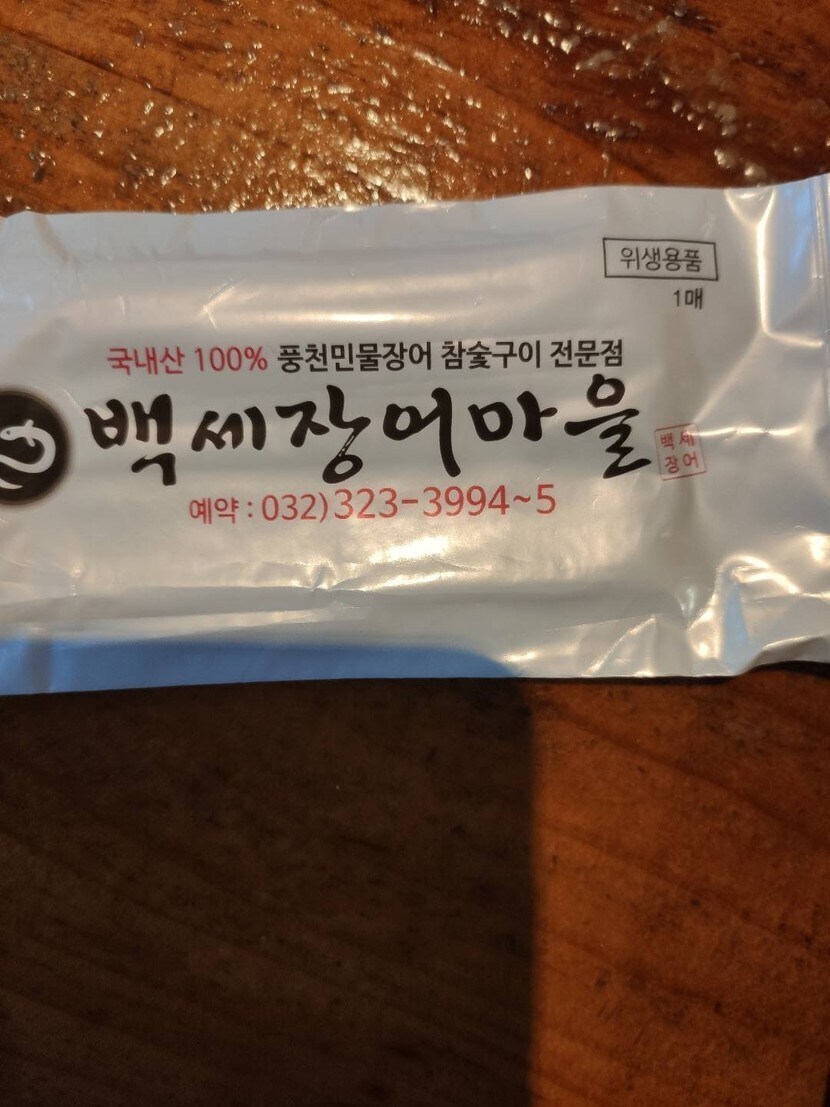 위생용품
1매
국내산 100% 풍천민물장어 참숯구이 전문점
백세장어마을
백세
장어
예약 : 032)323-3994~5